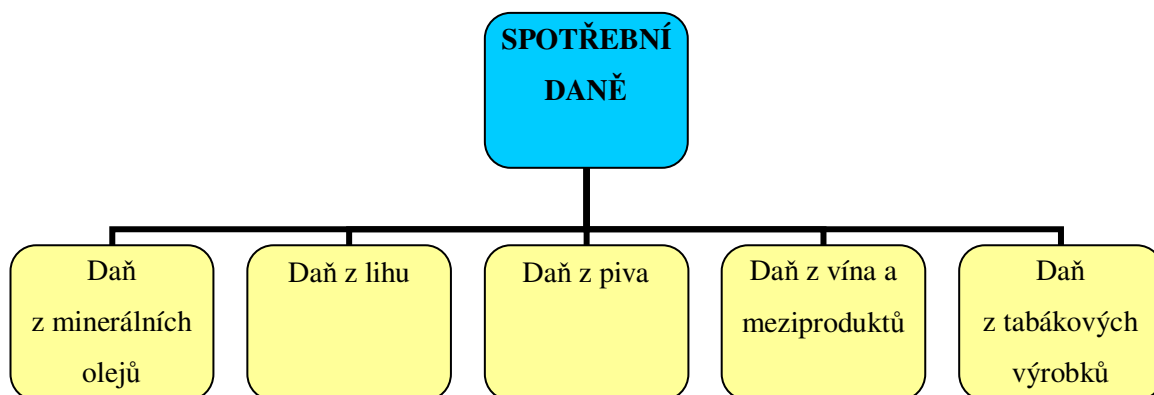 SPOTŘEBNÍ
DANĚ
Daň
z minerálních
olejů
Daň z lihu
Daň z piva
Daň z vína a
meziproduktů
Daň
z tabákových
výrobků